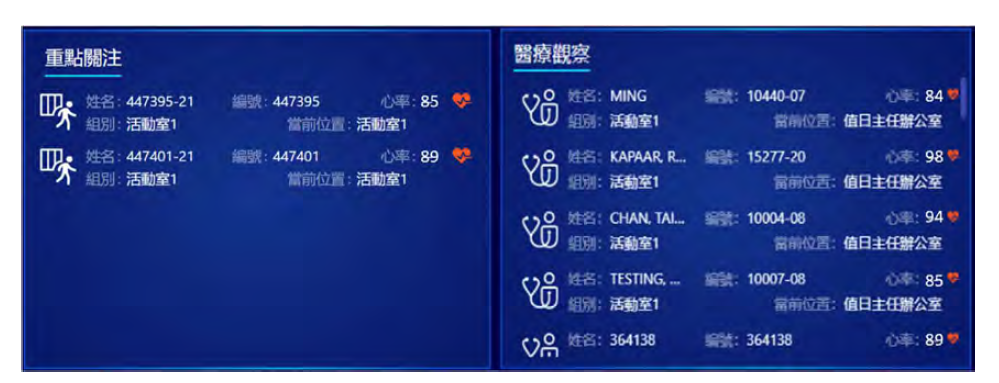 重點關注
姓名: 447395-21 編號: 447395 心率: 85
組別: 活動室1 當前位置: 活動室1
姓名: 447401-21 編號: 447401 心率: 89
組別: 活動室1 當前位置: 活動室1
醫療觀察
姓名: MING 編號: 10440-07 心率: 84
組別: 活動室1 當前位置: 值日主任辦公室
姓名: KAPAAR, R... 編號: 15277-20 心率: 98
組別: 活動室1 當前位置: 值日主任辦公室
姓名: CHAN, TAI... 編號: 10004-08 心率: 94
組別: 活動室1 當前位置: 值日主任辦公室
姓名: TESTING, ... 編號: 10007-08 心率: 85
組別: 活動室1 當前位置: 值日主任辦公室
姓名: 364138 編號: 364138 心率: 89